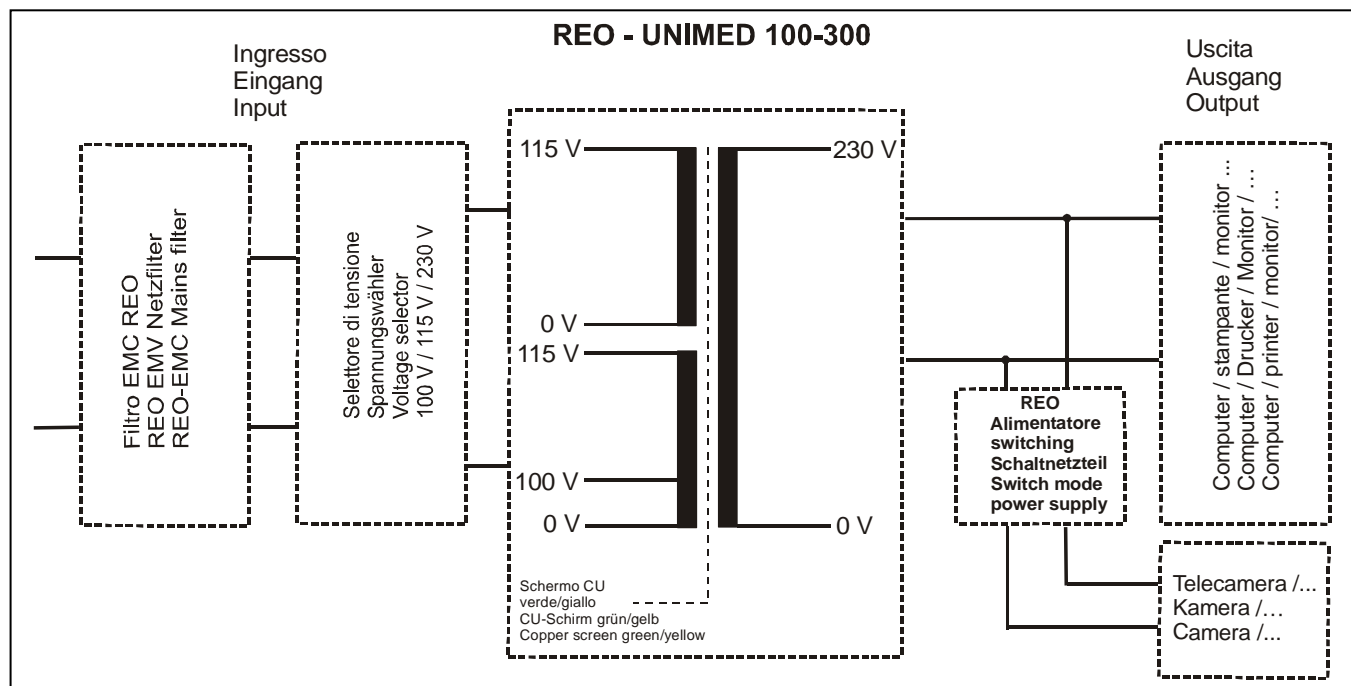 REO - UNIMED 100-300
Ingresso
Eingang
Input
Uscita
Ausgang
Output
Filtro EMC REO
REO EMV Netzfilter
REO-EMC Mains filter
Selettore di tensione
Spannungswähler
Voltage selector
100 V / 115 V / 230 V
115 V
0 V
115 V
100 V
0 V
230 V
0 V
Schermo CU
verde/giallo
CU-Schirm grün/gelb
Copper screen green/yellow
REO
Alimentatore
switching
Schaltnetzteil
Switch mode
power supply
Computer / stampante / monitor ...
Computer / Drucker / Monitor / …
Computer / printer / monitor/ …
Telecamera /...
Kamera /…
Camera /...